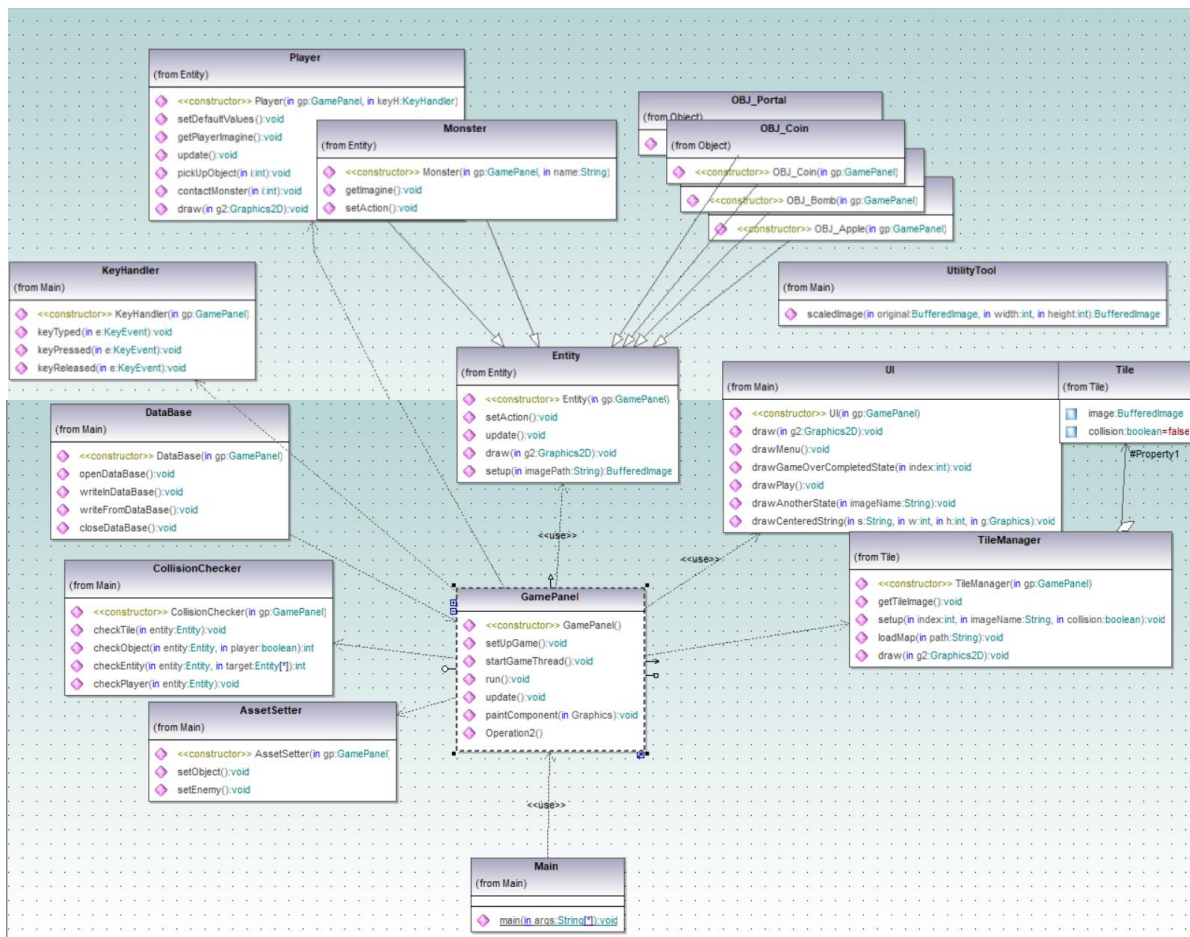 Player
(from Entity)
<<constructor>> Player(in gp:GamePanel, in keyH:KeyHandler)
setDefaultValues():void
getPlayerImagine():void
update():void
pickUpObject(in i:int):void
contactMonster(in i:int):void
draw(in g2:Graphics2D):void
Monster
(from Entity)
<<constructor>> Monster(in gp:GamePanel, in name:String)
getImagine():void
setAction():void
OBJ_Portal
(from Object)
OBJ_Coin
(from Object)
<<constructor>> OBJ_Coin(in gp:GamePanel)
<<constructor>> OBJ_Bomb(in gp:GamePanel)
<<constructor>> OBJ_Apple(in gp:GamePanel)
KeyHandler
(from Main)
<<constructor>> KeyHandler(in gp:GamePanel)
keyTyped(in e:KeyEvent):void
keyPressed(in e:KeyEvent):void
keyReleased(in e:KeyEvent):void
UtilityTool
(from Main)
scaledImage(in original:BufferedImage, in width:int, in height:int):BufferedImage
Entity
(from Entity)
<<constructor>> Entity(in gp:GamePanel)
setAction():void
update():void
draw(in g2:Graphics2D):void
setup(in imagePath:String):BufferedImage
UI
(from Main)
<<constructor>> UI(in gp:GamePanel)
draw(in g2:Graphics2D):void
drawMenu():void
drawGameOverCompletedState(in index:int):void
drawPlay():void
drawAnotherState(in imageName:String):void
drawCenteredString(in s:String, in w:int, in h:int, in g:Graphics):void
Tile
(from Tile)
image:BufferedImage
collision:boolean=false
#Property1
DataBase
(from Main)
<<constructor>> DataBase(in gp:GamePanel)
openDataBase():void
writeInDataBase():void
writeFromDataBase():void
closeDataBase():void
<<use>>
<<use>>
TileManager
(from Tile)
<<constructor>> TileManager(in gp:GamePanel)
getTileImage():void
setup(in index:int, in imageName:String, in collision:boolean):void
loadMap(in path:String):void
draw(in g2:Graphics2D):void
CollisionChecker
(from Main)
<<constructor>> CollisionChecker(in gp:GamePanel)
checkTile(in entity:Entity):void
checkObject(in entity:Entity, in player:boolean):int
checkEntity(in entity:Entity, in target:Entity[*]):int
checkPlayer(in entity:Entity):void
GamePanel
<<constructor>> GamePanel()
setUpGame():void
startGameThread():void
run():void
update():void
paintComponent(in Graphics):void
Operation2()
AssetSetter
(from Main)
<<constructor>> AssetSetter(in gp:GamePanel
setObject():void
setEnemy():void
<<use>>
Main
(from Main)
main(in args:String[*]):void